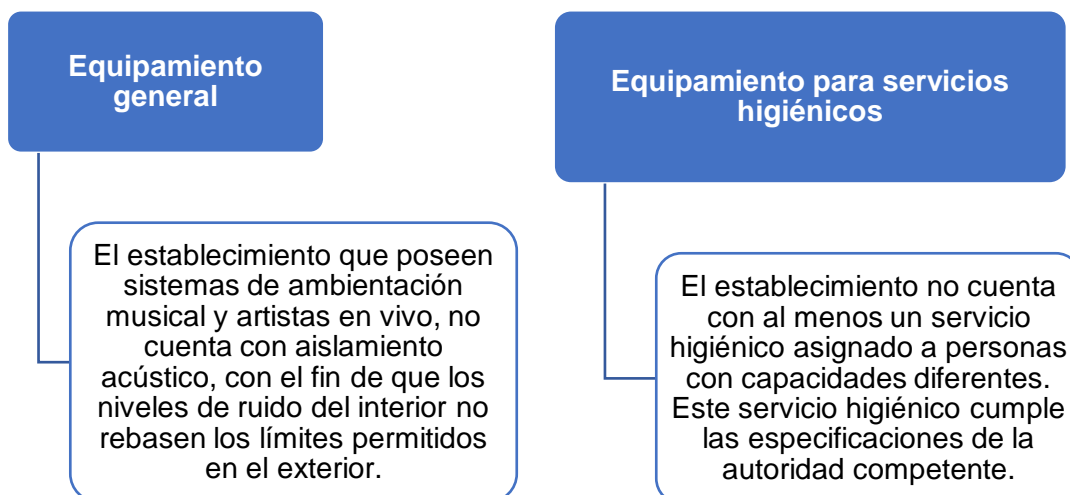 Equipamiento
general
El establecimiento que poseen
sistemas de ambientación
musical y artistas en vivo, no
cuenta con aislamiento
acústico, con el fin de que los
niveles de ruido del interior no
rebasen los límites permitidos
en el exterior.
Equipamiento para servicios
higiénicos
El establecimiento no cuenta
con al menos un servicio
higiénico asignado a personas
con capacidades diferentes.
Este servicio higiénico cumple
las especificaciones de la
autoridad competente.